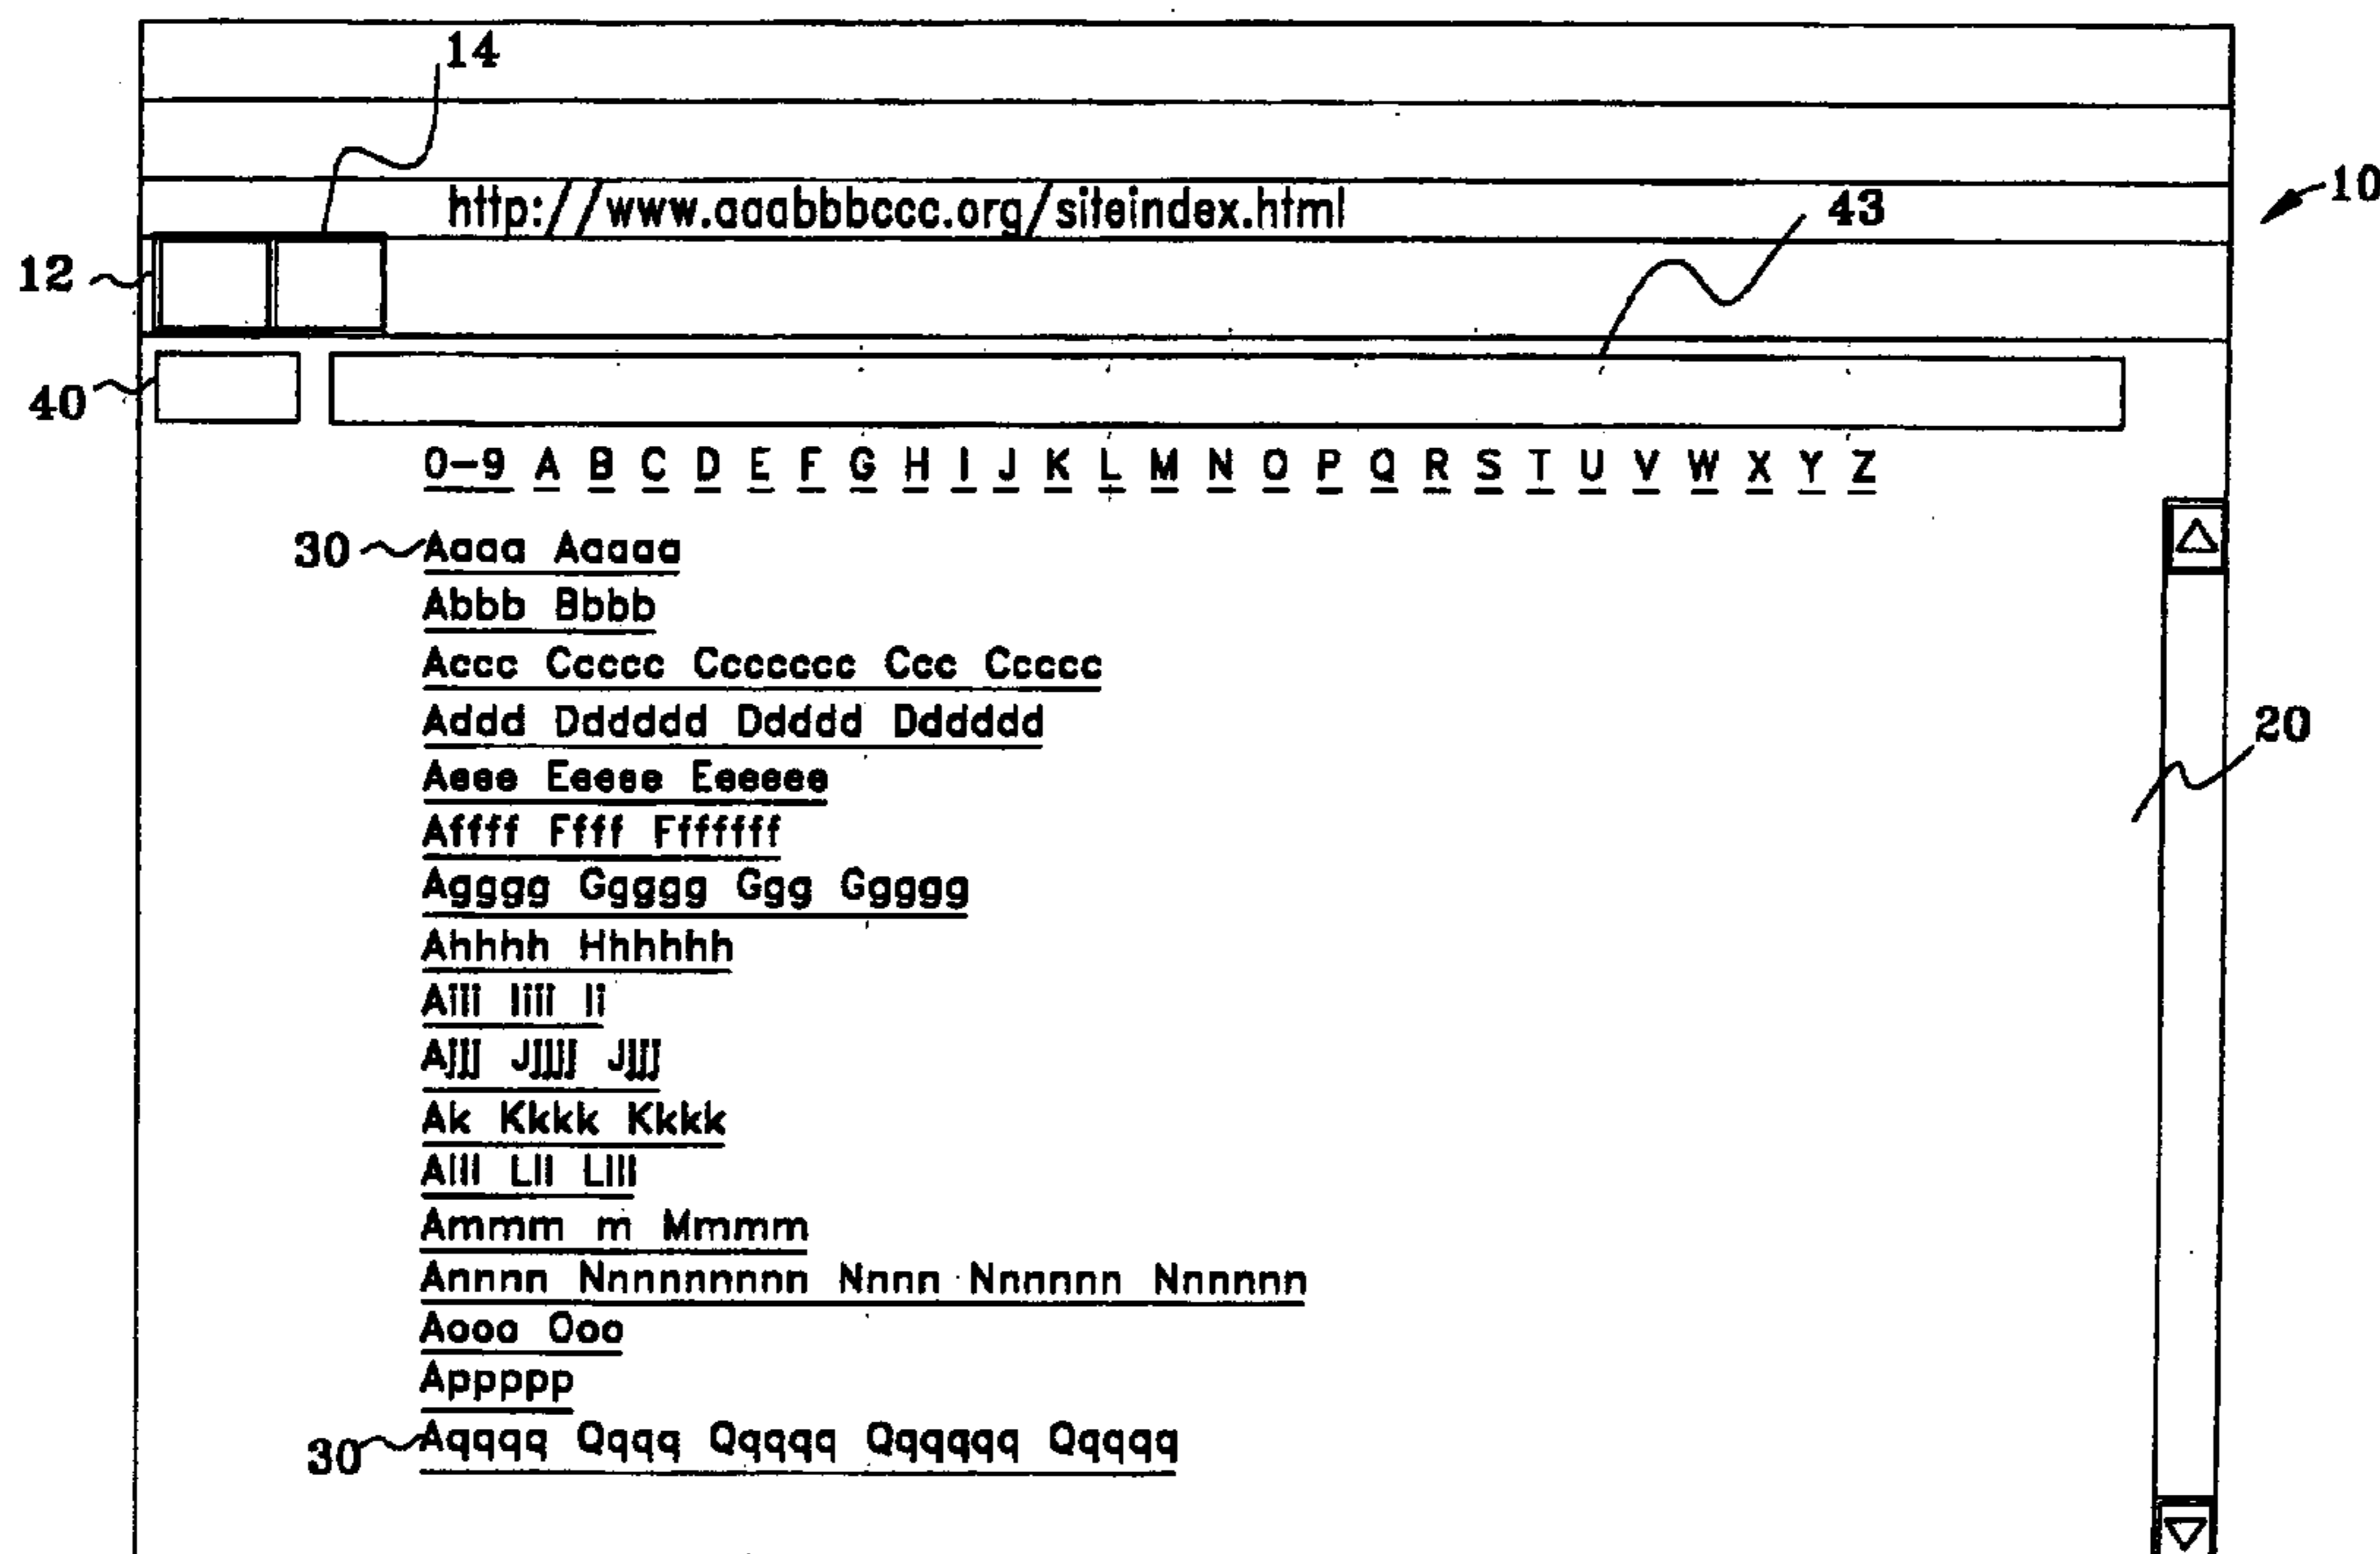 14
http://www.aaabbbccc.org/siteindex.html
43
10
12
40
0-9 A B C D E F G H I J K L M N O P Q R S T U V W X Y Z
30 Aaaa Aaaaa
Abbb Bbbb
Accc Ccccc Ccccccc Ccc Ccccc
Addd Dddddd Ddddd Dddddd
20
Aeee Eeeee Eeeeee
Affff Ffff Fffffff
Agggg Ggggg Ggg Ggggg
Ahhhh Hhhhhh
Aiii Iiii Ii
Ajjj Jjjjj Jjjj
Ak Kkkk Kkkk
Alll Lll Llll
Ammm m Mmmm
Annnn Nnnnnnnnn Nnnn Nnnnnn Nnnnnn
Aooo Ooo
Appppp
30 Aqqqq Qqqq Qqqqq Qqqqqq Qqqqq